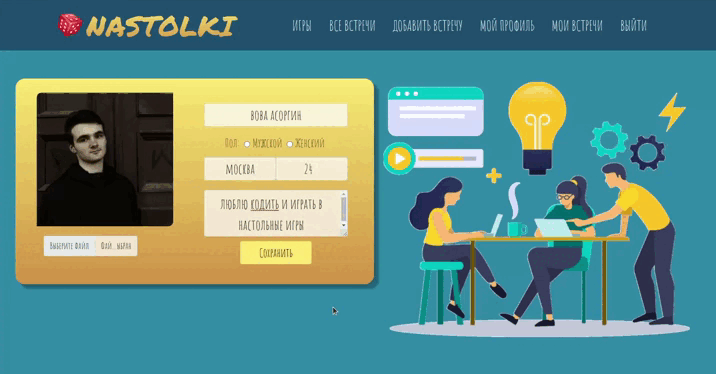 NASTOLKI
ИГРЫ ВСЕ ВСТРЕЧИ ДОБАВИТЬ ВСТРЕЧУ МОЙ ПРОФИЛЬ МОИ ВСТРЕЧИ ВЫЙТИ
ВОВА АСОРГИН
Пол Мужской Женский
МОСКВА 24
ЛЮБЛЮ КОДИТЬ И ИГРАТЬ В
НАСТОЛЬНЫЕ ИГРЫ
Выберите файл Фай...ыбран
Сохранить